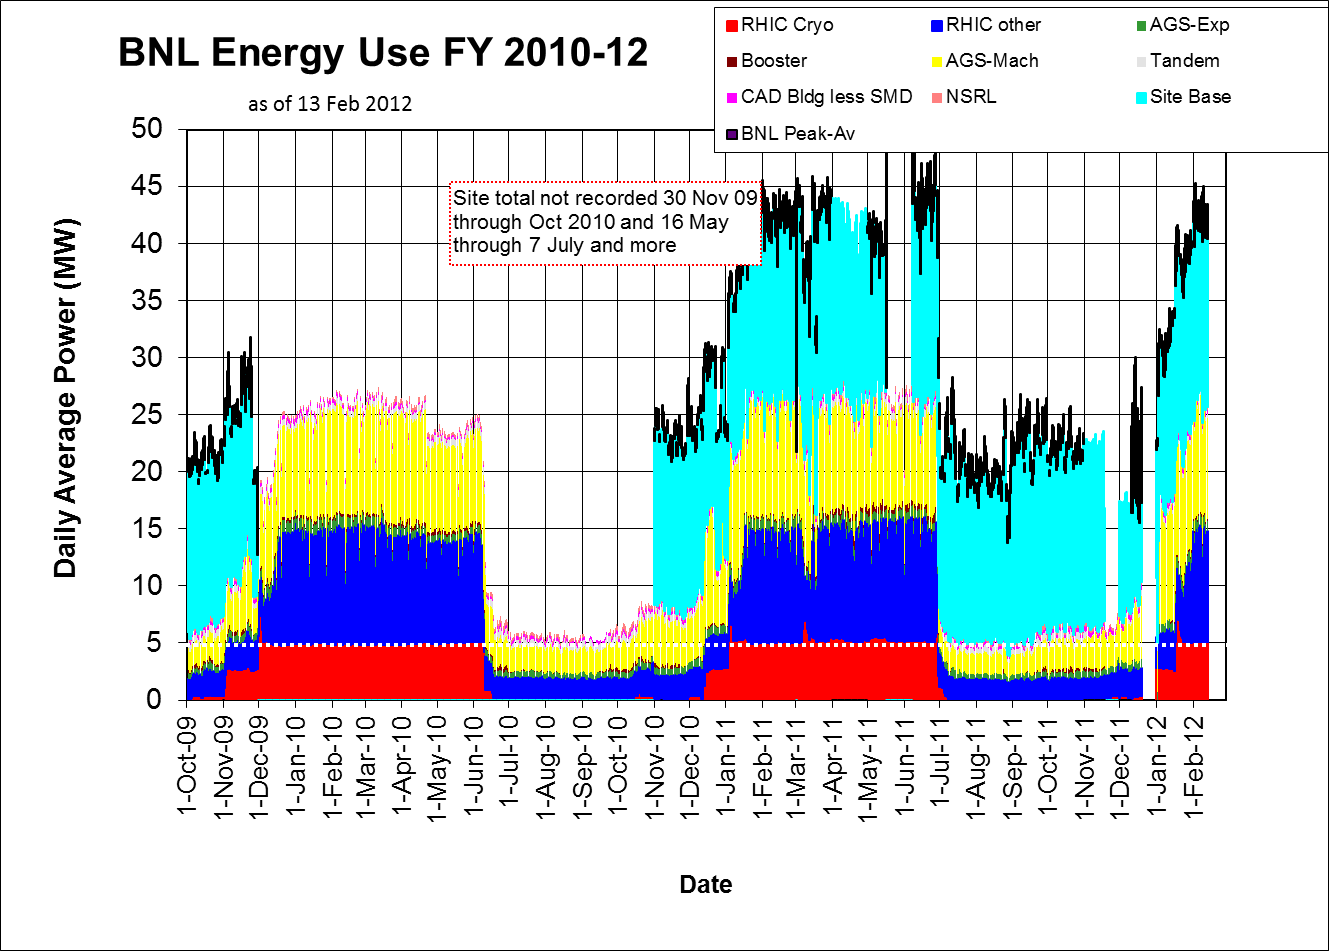 BNL Energy Use FY 2010-12
as of 13 Feb 2012
RHIC Cryo
RHIC other
AGS-Exp
Booster
AGS-Mach
Tandem
CAD Bldg less SMD
NSRL
Site Base
BNL Peak-Av
Site total not recorded 30 Nov 09
through Oct 2010 and 16 May
through 7 July and more
Daily Average Power (MW)
50
45
40
35
30
25
20
15
10
5
0
1-Oct-09
1-Nov-09
1-Dec-09
1-Jan-10
1-Feb-10
1-Mar-10
1-Apr-10
1-May-10
1-Jun-10
1-Jul-10
1-Aug-10
1-Sep-10
1-Oct-10
1-Nov-10
1-Dec-10
1-Jan-11
1-Feb-11
1-Mar-11
1-Apr-11
1-May-11
1-Jun-11
1-Jul-11
1-Aug-11
1-Sep-11
1-Oct-11
1-Nov-11
1-Dec-11
1-Jan-12
1-Feb-12
Date